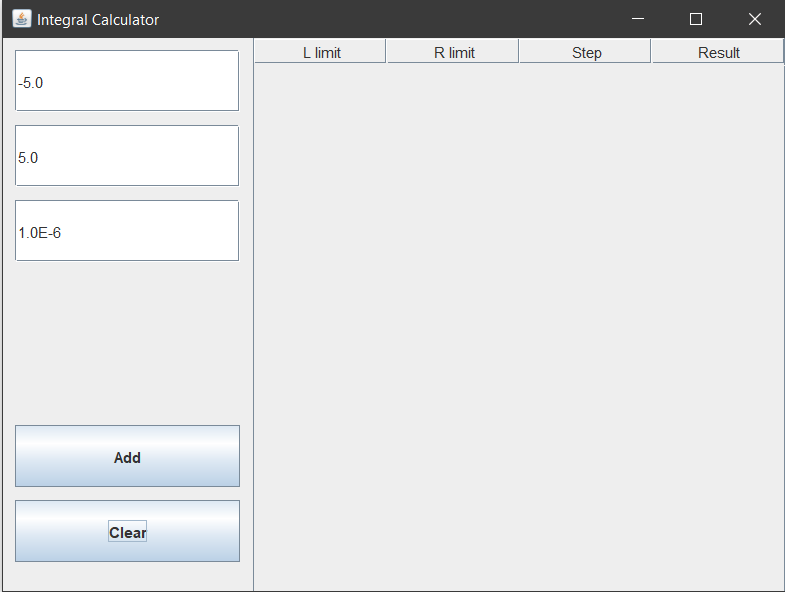 Integral Calculator
L limit R limit Step Result
-5.0
5.0
1.0E-6
Add
Clear